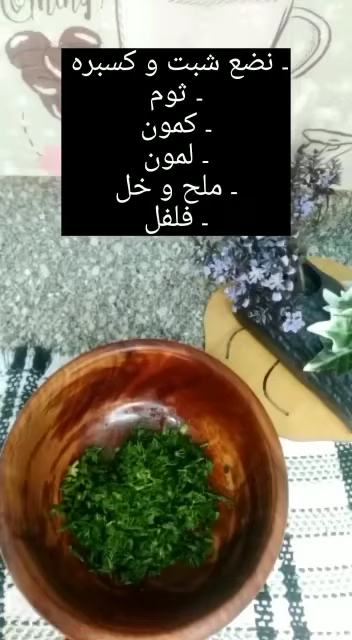 ـ نضع شبت و كسبره
ـ ثوم
ـ كمون
ـ لمون
ـ ملح و خل
ـ فلفل